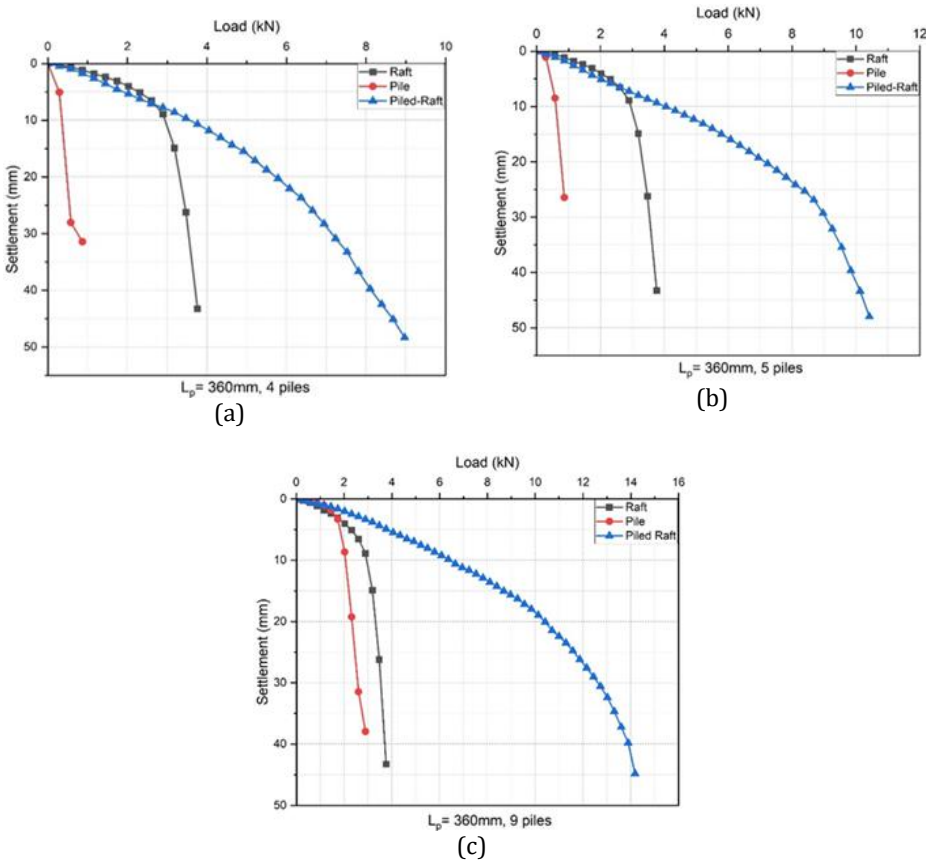 Load (kN)
0 2 4 6 8 10
Raft
Pile
Piled-Raft
Settlement (mm)
0
10
20
30
40
50
Lp= 360mm, 4 piles
(a)
Load (kN)
0 2 4 6 8 10 12
Raft
Pile
Piled-Raft
Settlement (mm)
0
10
20
30
40
50
Lp= 360mm, 5 piles
(b)
Load (kN)
0 2 4 6 8 10 12 14 16
Raft
Pile
Piled Raft
Settlement (mm)
0
10
20
30
40
50
Lp= 360mm, 9 piles
(c)